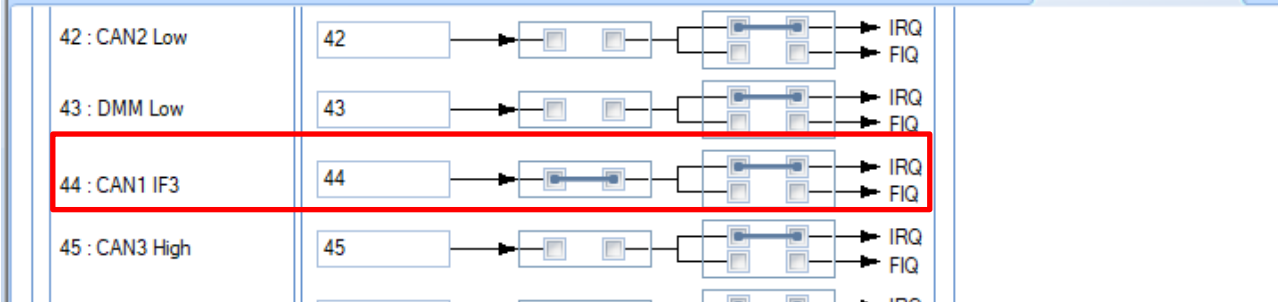 42 : CAN2 Low 42 IRQ
FIQ
43 : DMM Low 43 IRQ
FIQ
44 : CAN1 IF3 44 IRQ
FIQ
45 : CAN3 High 45 IRQ
FIQ